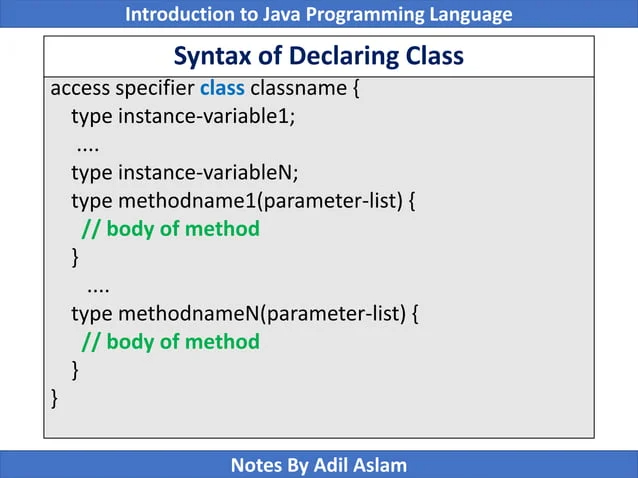 Introduction to Java Programming Language
Syntax of Declaring Class
access specifier class classname {
type instance-variable1;
....
type instance-variableN;
type methodname1(parameter-list) {
// body of method
}
....
type methodnameN(parameter-list) {
// body of method
}
}
Notes By Adil Aslam